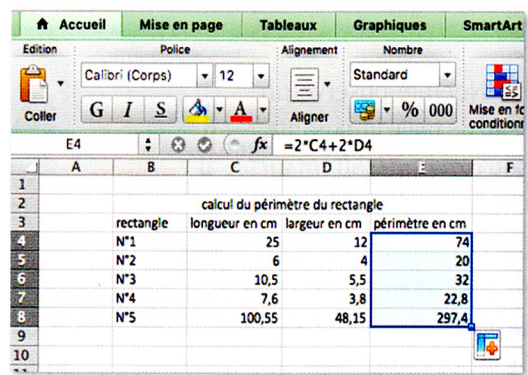 Accueil Mise en page Tableaux Graphiques SmartArt
Edition Police Alignement Nombre
Calibri (Corps) 12 Standard
Coller G I S A Aligner % 000 Mise en fo
conditionn
E4 fx =2*C4+2*D4
A B C D E F
1
2 calcul du périmètre du rectangle
3 rectangle longueur en cm largeur en cm périmètre en cm
4 N°1 25 12 74
5 N°2 6 4 20
6 N°3 10,5 5,5 32
7 N°4 7,6 3,8 22,8
8 N°5 100,55 48,15 297,4
9
10